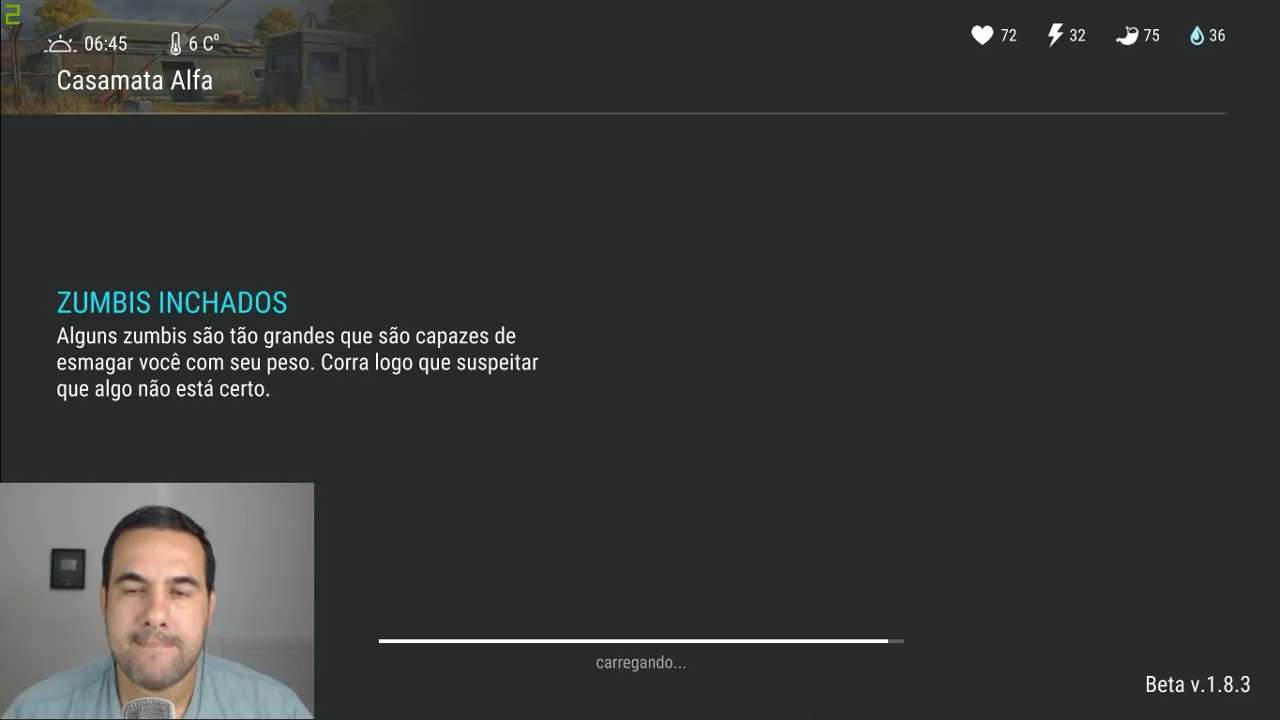 2
06:45
6 Cº
72
32
75
36
Casamata Alfa
ZUMBIS INCHADOS
Alguns zumbis são tão grandes que são capazes de
esmagar você com seu peso. Corra logo que suspeitar
que algo não está certo.
carregando...
Beta v.1.8.3